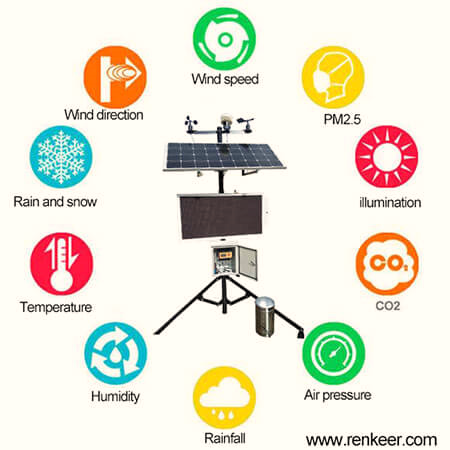 Wind speed
Wind direction
PM2.5
Rain and snow
illumination
Temperature
CO2
CO2
Humidity
Air pressure
Rainfall
www.renkeer.com